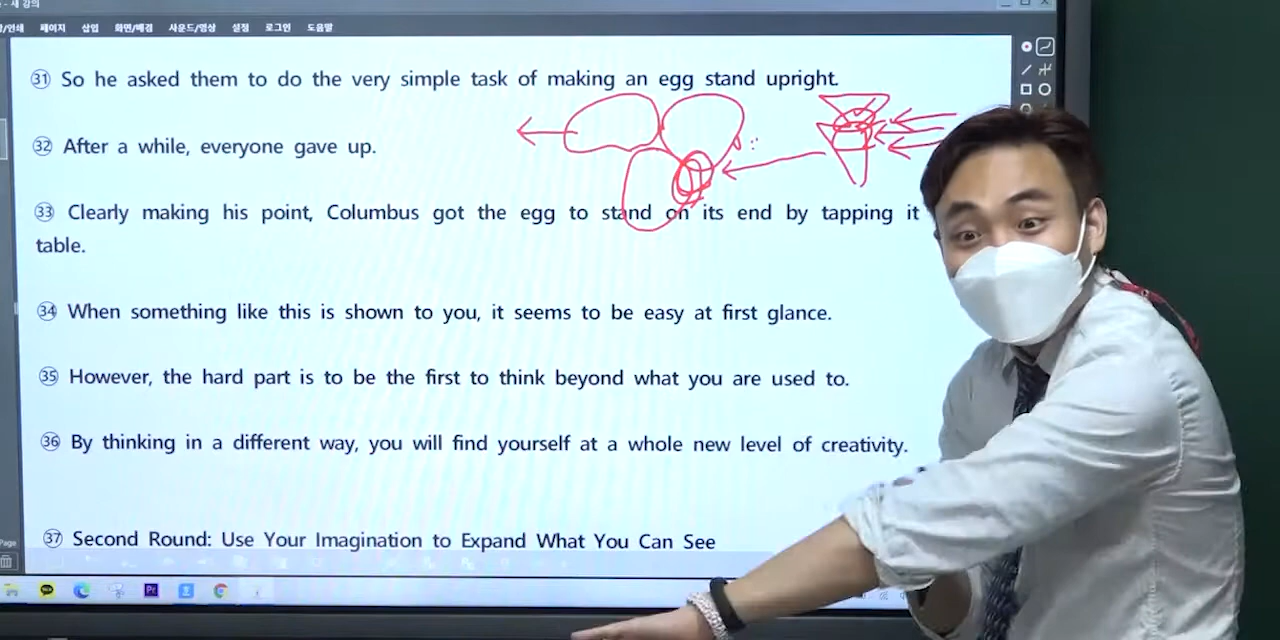 - 새 강의
/인쇄 페이지 삽입 화면/배경 사운드/영상 설정 로그인 도움말
㉛ So he asked them to do the very simple task of making an egg stand upright.
㉜ After a while, everyone gave up.
㉝ Clearly making his point, Columbus got the egg to stand on its end by tapping it
table.
㉞ When something like this is shown to you, it seems to be easy at first glance.
㉟ However, the hard part is to be the first to think beyond what you are used to.
㊱ By thinking in a different way, you will find yourself at a whole new level of creativity.
㊲ Second Round: Use Your Imagination to Expand What You Can See
Page